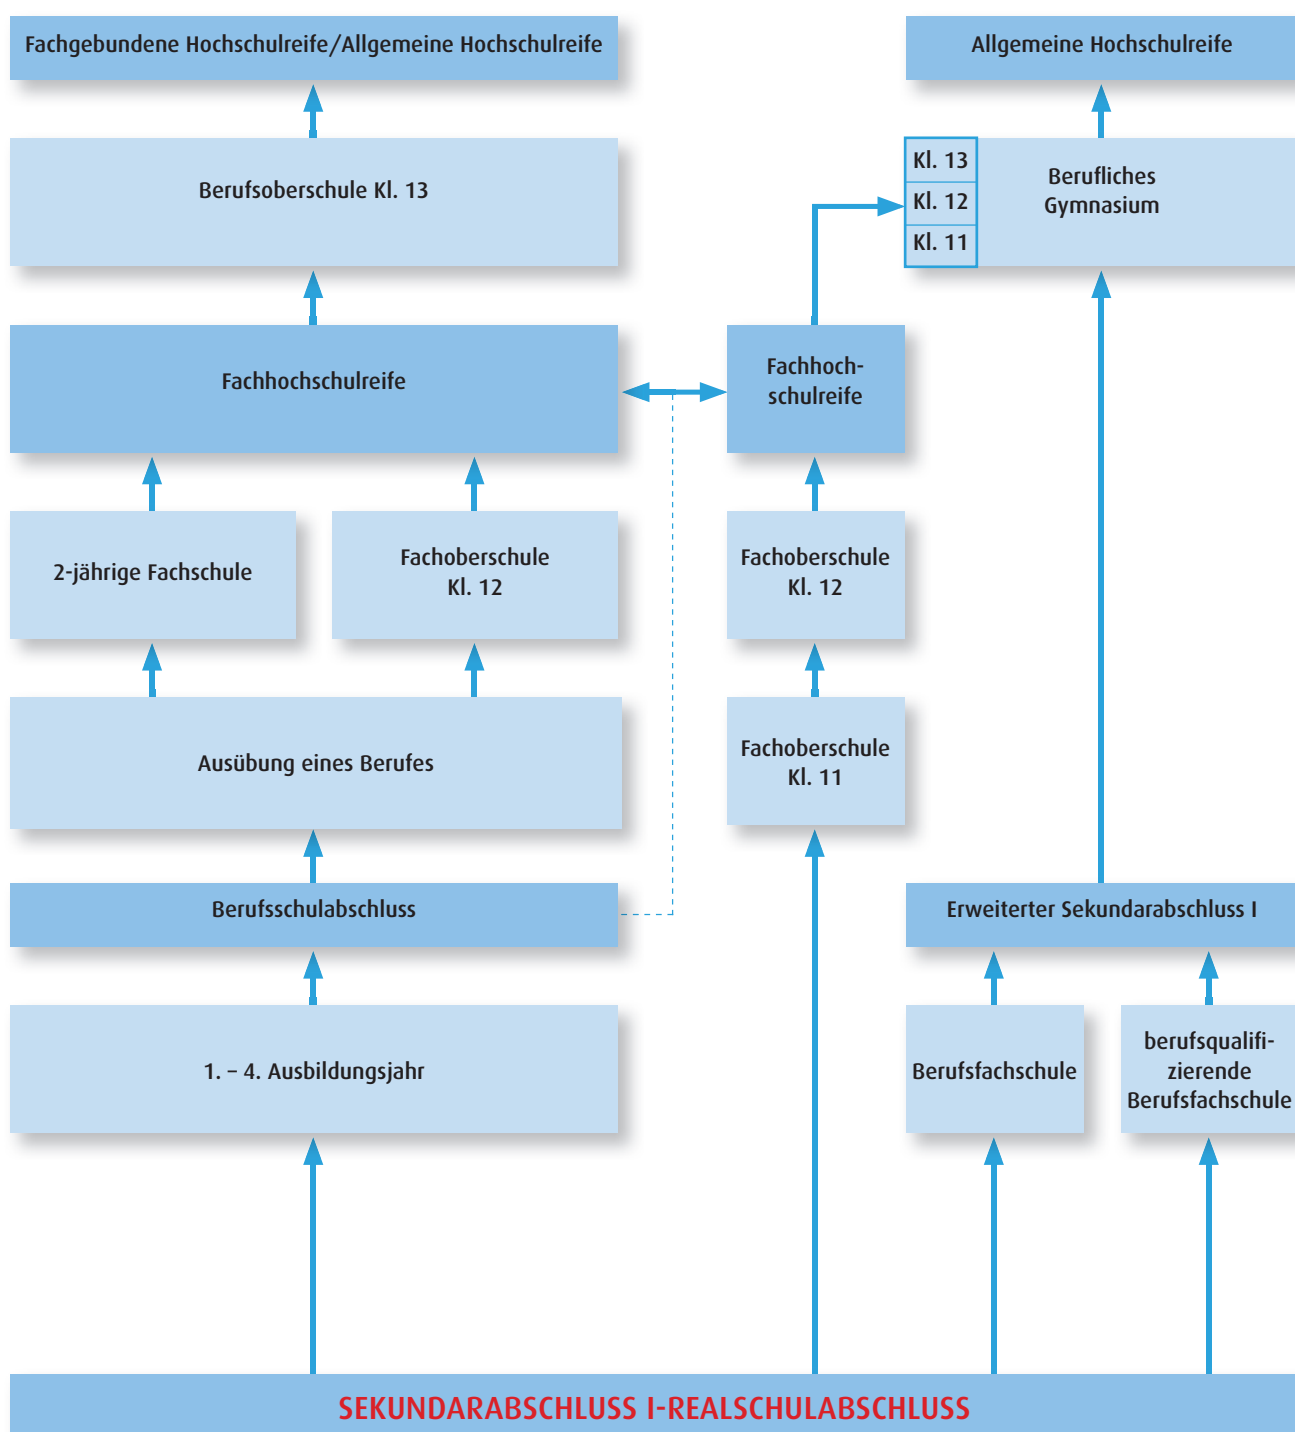 Fachgebundene Hochschulreife/Allgemeine Hochschulreife
Allgemeine Hochschulreife
Berufsoberschule Kl. 13
Kl. 13
Kl. 12
Kl. 11
Berufliches
Gymnasium
Fachhochschulreife
Fachhoch-
schulreife
2-jährige Fachschule
Fachoberschule
Kl. 12
Fachoberschule
Kl. 12
Ausübung eines Berufes
Fachoberschule
Kl. 11
Berufsschulabschluss
Erweiterter Sekundarabschluss I
1. – 4. Ausbildungsjahr
Berufsfachschule
berufsqualifi-
zierende
Berufsfachschule
SEKUNDARABSCHLUSS I-REALSCHULABSCHLUSS